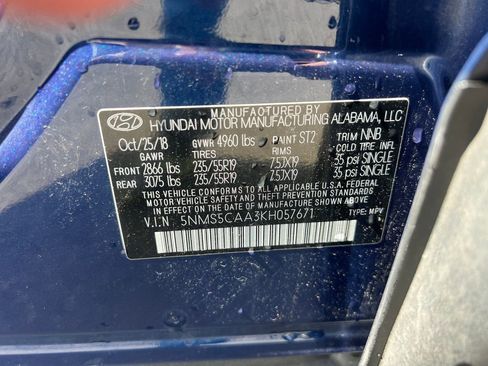 MANUFACTURED BY
HYUNDAI MOTOR MANUFACTURING ALABAMA, LLC
Oct/25/18 GVWR 4960 lbs PAINT ST2 TRIM NNB
GAWR TIRES RIMS COLD TIRE INFL
FRONT 2866 lbs 235/55R19 7.5JX19 35 psi SINGLE
REAR 3075 lbs 235/55R19 7.5JX19 35 psi SINGLE
THIS VEHICLE CONFORMS TO ALL APPLICABLE U.S.A. FEDERAL
MOTOR VEHICLE SAFETY AND THEFT PREVENTION STANDARDS
IN EFFECT ON THE DATE OF MANUFACTURE SHOWN ABOVE.
V.I.N 5NMS5CAA3KH057671 TYPE: MPV